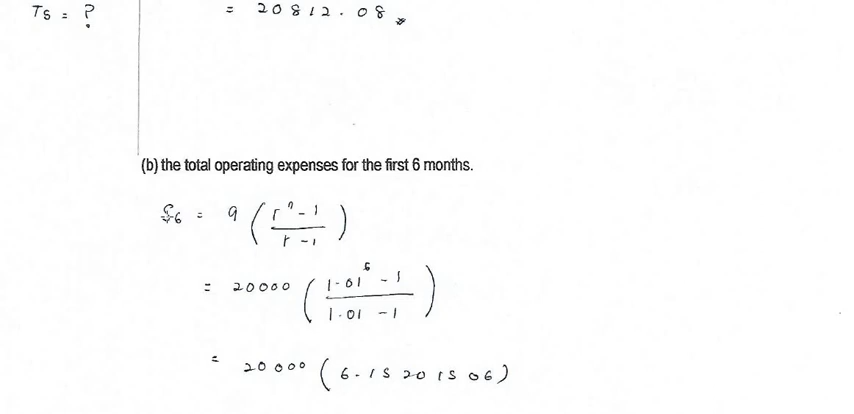 T5 = ? = 20812.08
(b) the total operating expenses for the first 6 months.
S6 = a ( r^n - 1 / r - 1 )
= 20000 ( 1.01^6 - 1 / 1.01 - 1 )
= 20000 ( 6.15201506 )